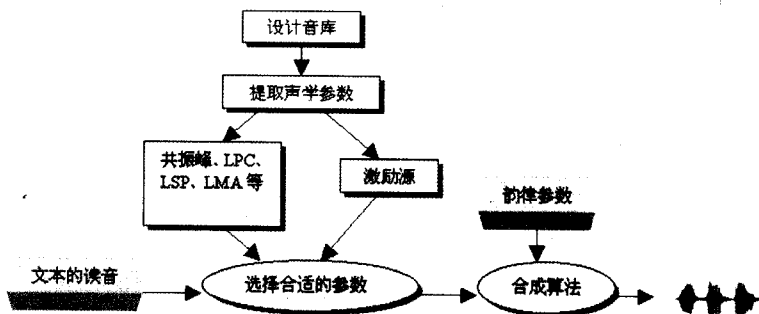 设计音库
提取声学参数
共振峰、LPC、
LSP、LMA 等
激励源
韵律参数
文本的读音
选择合适的参数
合成算法